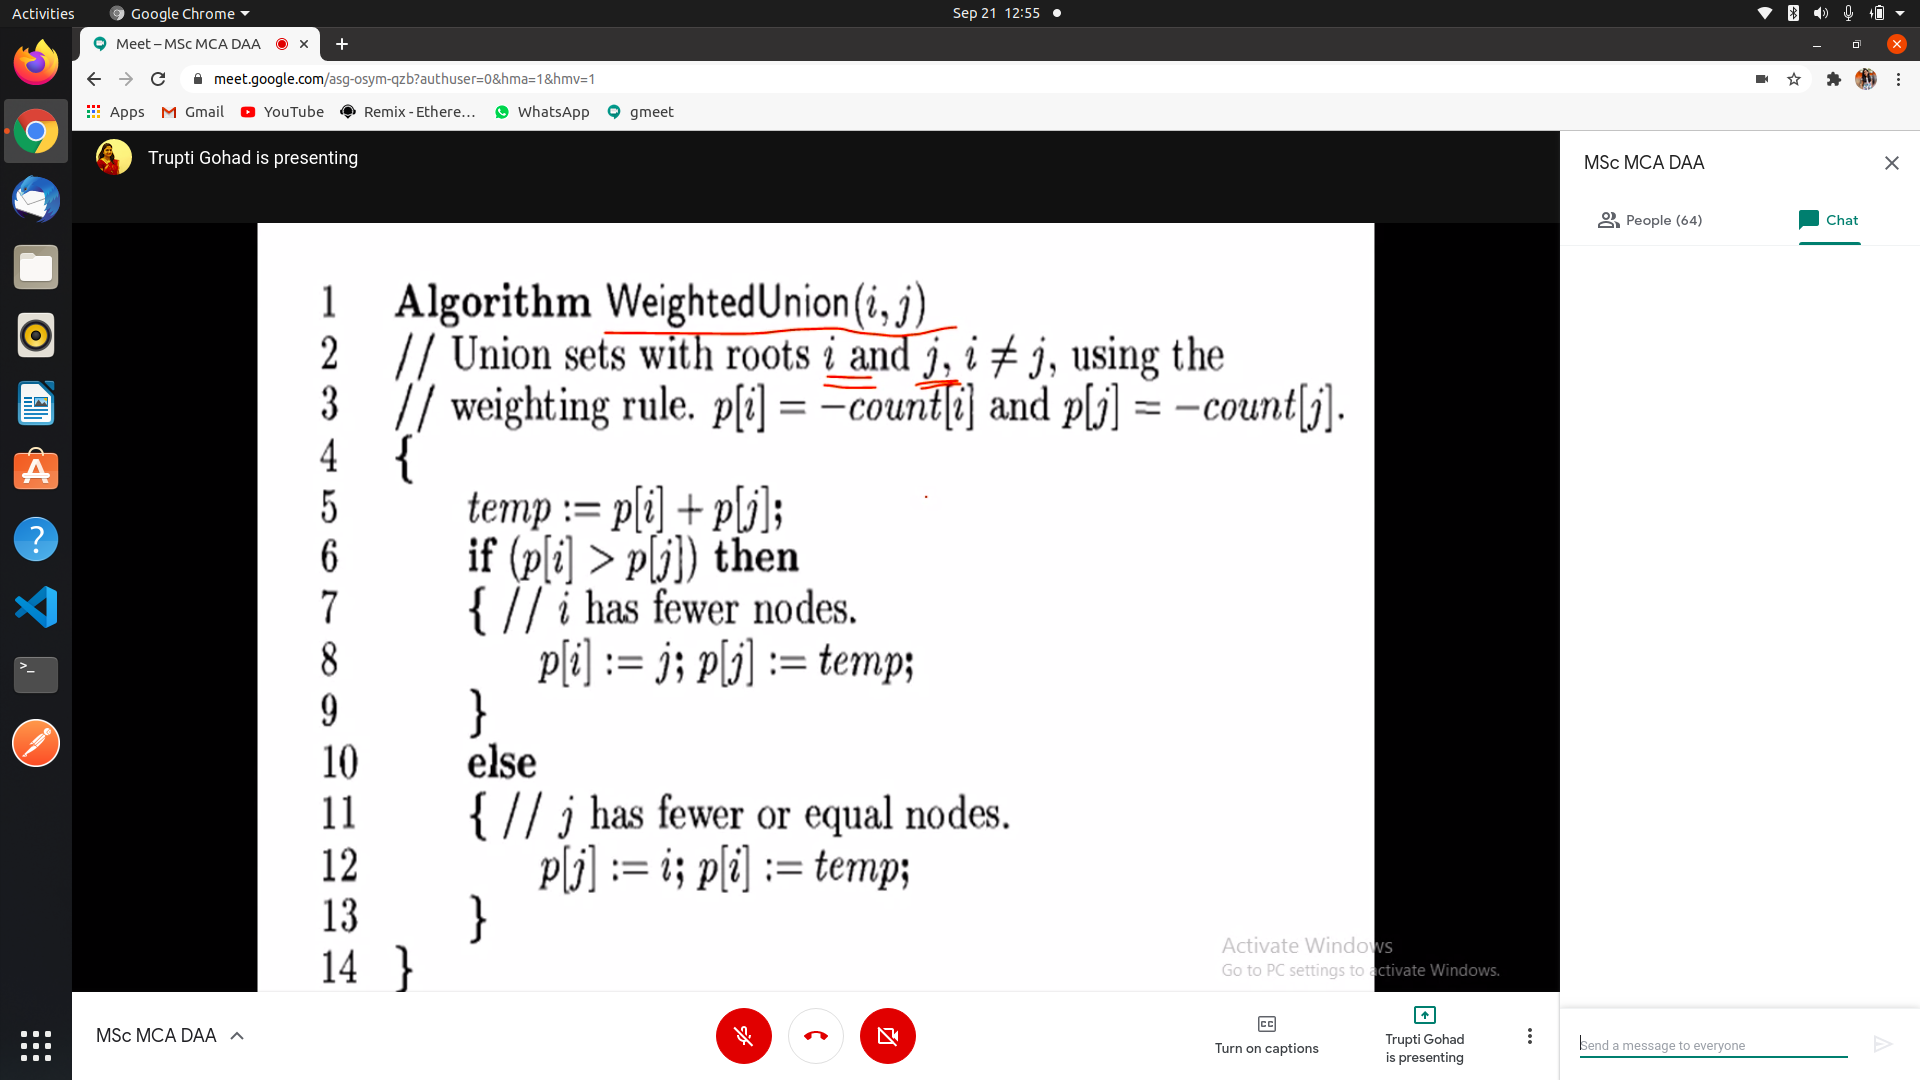 Activities
Google Chrome
Sep 21 12:55
Meet – MSc MCA DAA
meet.google.com/asg-osym-qzb?authuser=0&hma=1&hmv=1
Apps
Gmail
YouTube
Remix - Ethere...
WhatsApp
gmeet
Trupti Gohad is presenting
1 Algorithm WeightedUnion(i, j)
2 // Union sets with roots i and j, i ≠ j, using the
3 // weighting rule. p[i] = −count[i] and p[j] = −count[j].
4 {
5 temp := p[i] + p[j];
6 if (p[i] > p[j]) then
7 { // i has fewer nodes.
8 p[i] := j; p[j] := temp;
9 }
10 else
11 { // j has fewer or equal nodes.
12 p[j] := i; p[i] := temp;
13 }
14 }
Activate Windows
Go to PC settings to activate Windows.
MSc MCA DAA
People (64)
Chat
MSc MCA DAA
Turn on captions
Trupti Gohad
is presenting
Send a message to everyone